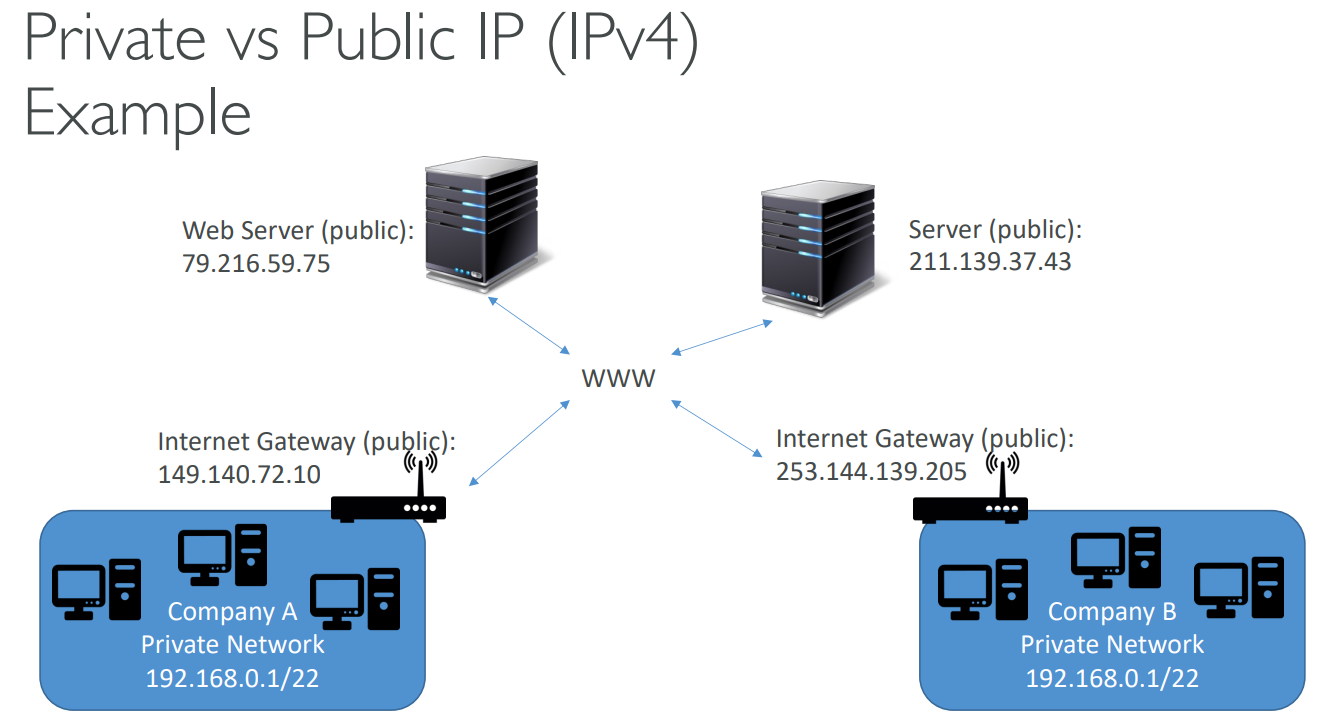 Private vs Public IP (IPv4)
Example
Web Server (public):
79.216.59.75
Server (public):
211.139.37.43
WWW
Internet Gateway (public):
149.140.72.10
Internet Gateway (public):
253.144.139.205
Company A
Private Network
192.168.0.1/22
Company B
Private Network
192.168.0.1/22